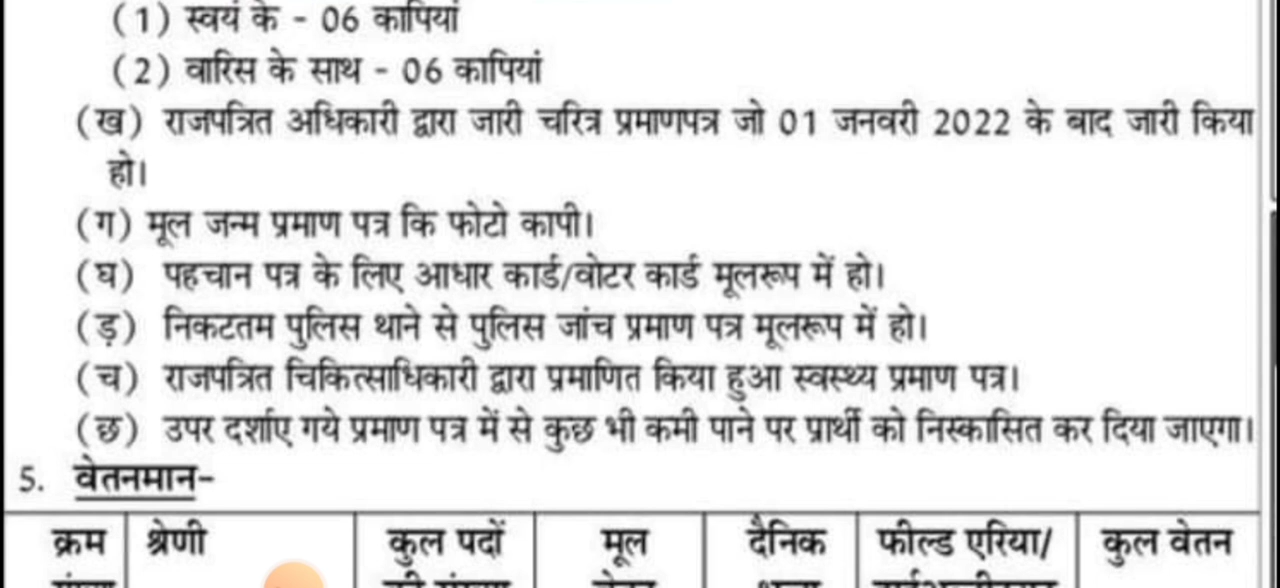 (1) स्वयं के - 06 कापियां
(2) वारिस के साथ - 06 कापियां
(ख) राजपत्रित अधिकारी द्वारा जारी चरित्र प्रमाणपत्र जो 01 जनवरी 2022 के बाद जारी किया
हो।
(ग) मूल जन्म प्रमाण पत्र कि फोटो कापी।
(घ) पहचान पत्र के लिए आधार कार्ड/वोटर कार्ड मूलरूप में हो।
(ड़) निकटतम पुलिस थाने से पुलिस जांच प्रमाण पत्र मूलरूप में हो।
(च) राजपत्रित चिकित्साधिकारी द्वारा प्रमाणित किया हुआ स्वस्थ्य प्रमाण पत्र।
(छ) उपर दर्शाए गये प्रमाण पत्र में से कुछ भी कमी पाने पर प्रार्थी को निस्कासित कर दिया जाएगा।
5. वेतनमान-
क्रम श्रेणी कुल पदों मूल दैनिक फील्ड एरिया/ कुल वेतन